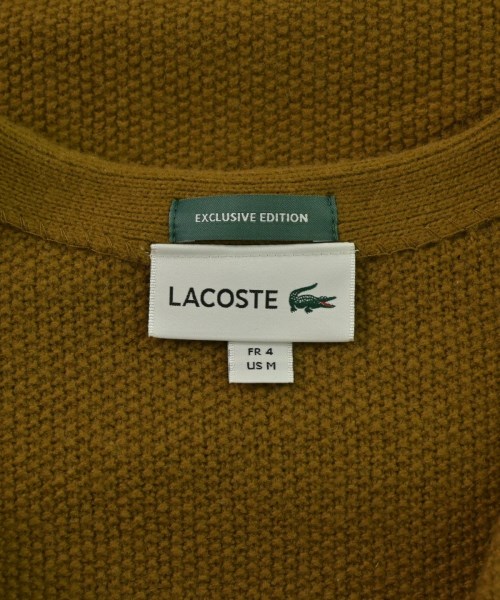 EXCLUSIVE EDITION
LACOSTE
FR 4
US M